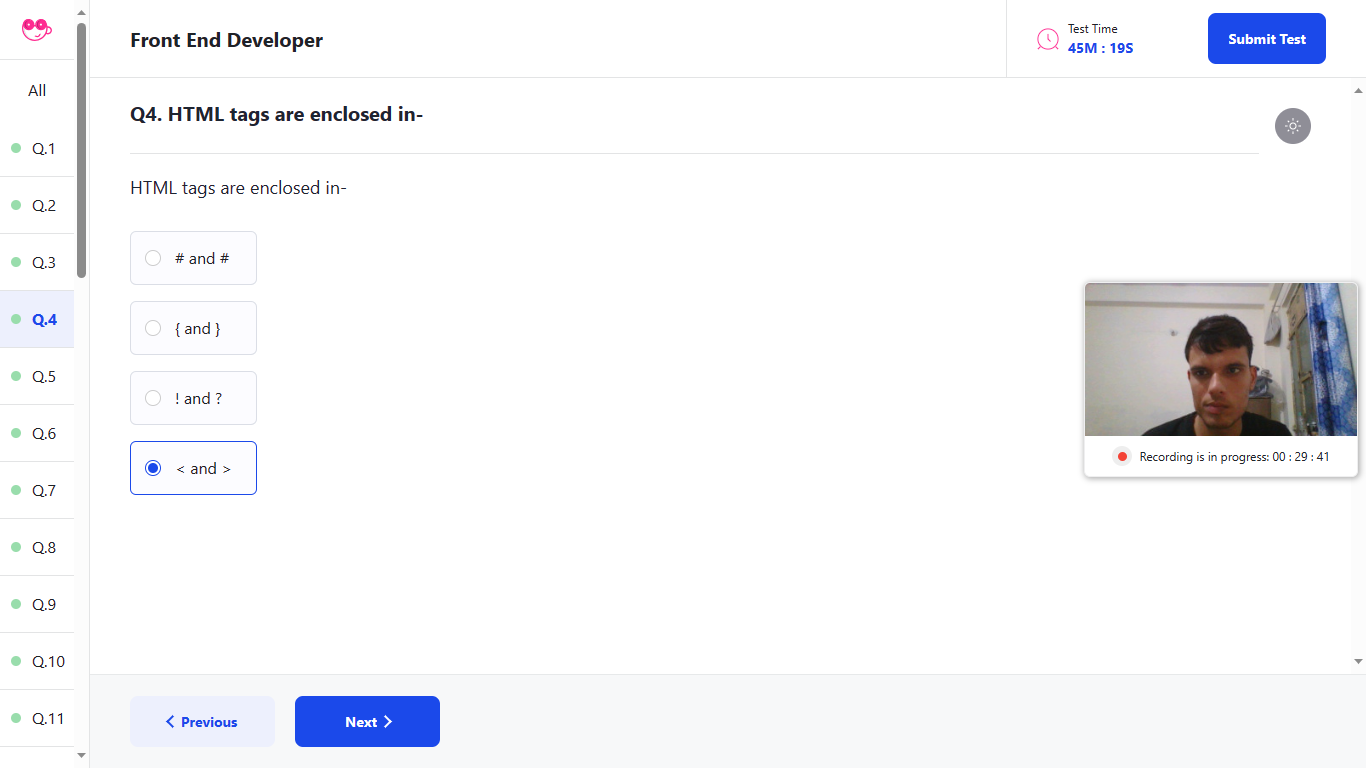 All
Q.1
Q.2
Q.3
Q.4
Q.5
Q.6
Q.7
Q.8
Q.9
Q.10
Q.11
Front End Developer
Test Time
45M : 19S
Submit Test
Q4. HTML tags are enclosed in-
HTML tags are enclosed in-
# and #
{ and }
! and ?
< and >
Recording is in progress: 00 : 29 : 41
Previous
Next